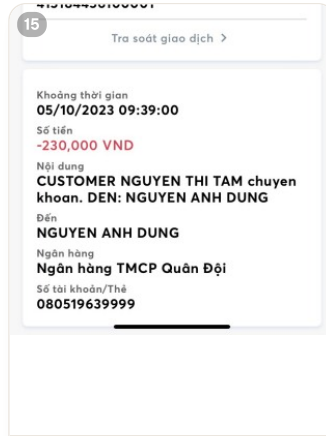 15
Tra soát giao dịch >
Khoảng thời gian
05/10/2023 09:39:00
Số tiền
-230,000 VND
Nội dung
CUSTOMER NGUYEN THI TAM chuyen
khoan. DEN: NGUYEN ANH DUNG
Đến
NGUYEN ANH DUNG
Ngân hàng
Ngân hàng TMCP Quân Đội
Số tài khoản/Thẻ
080519639999